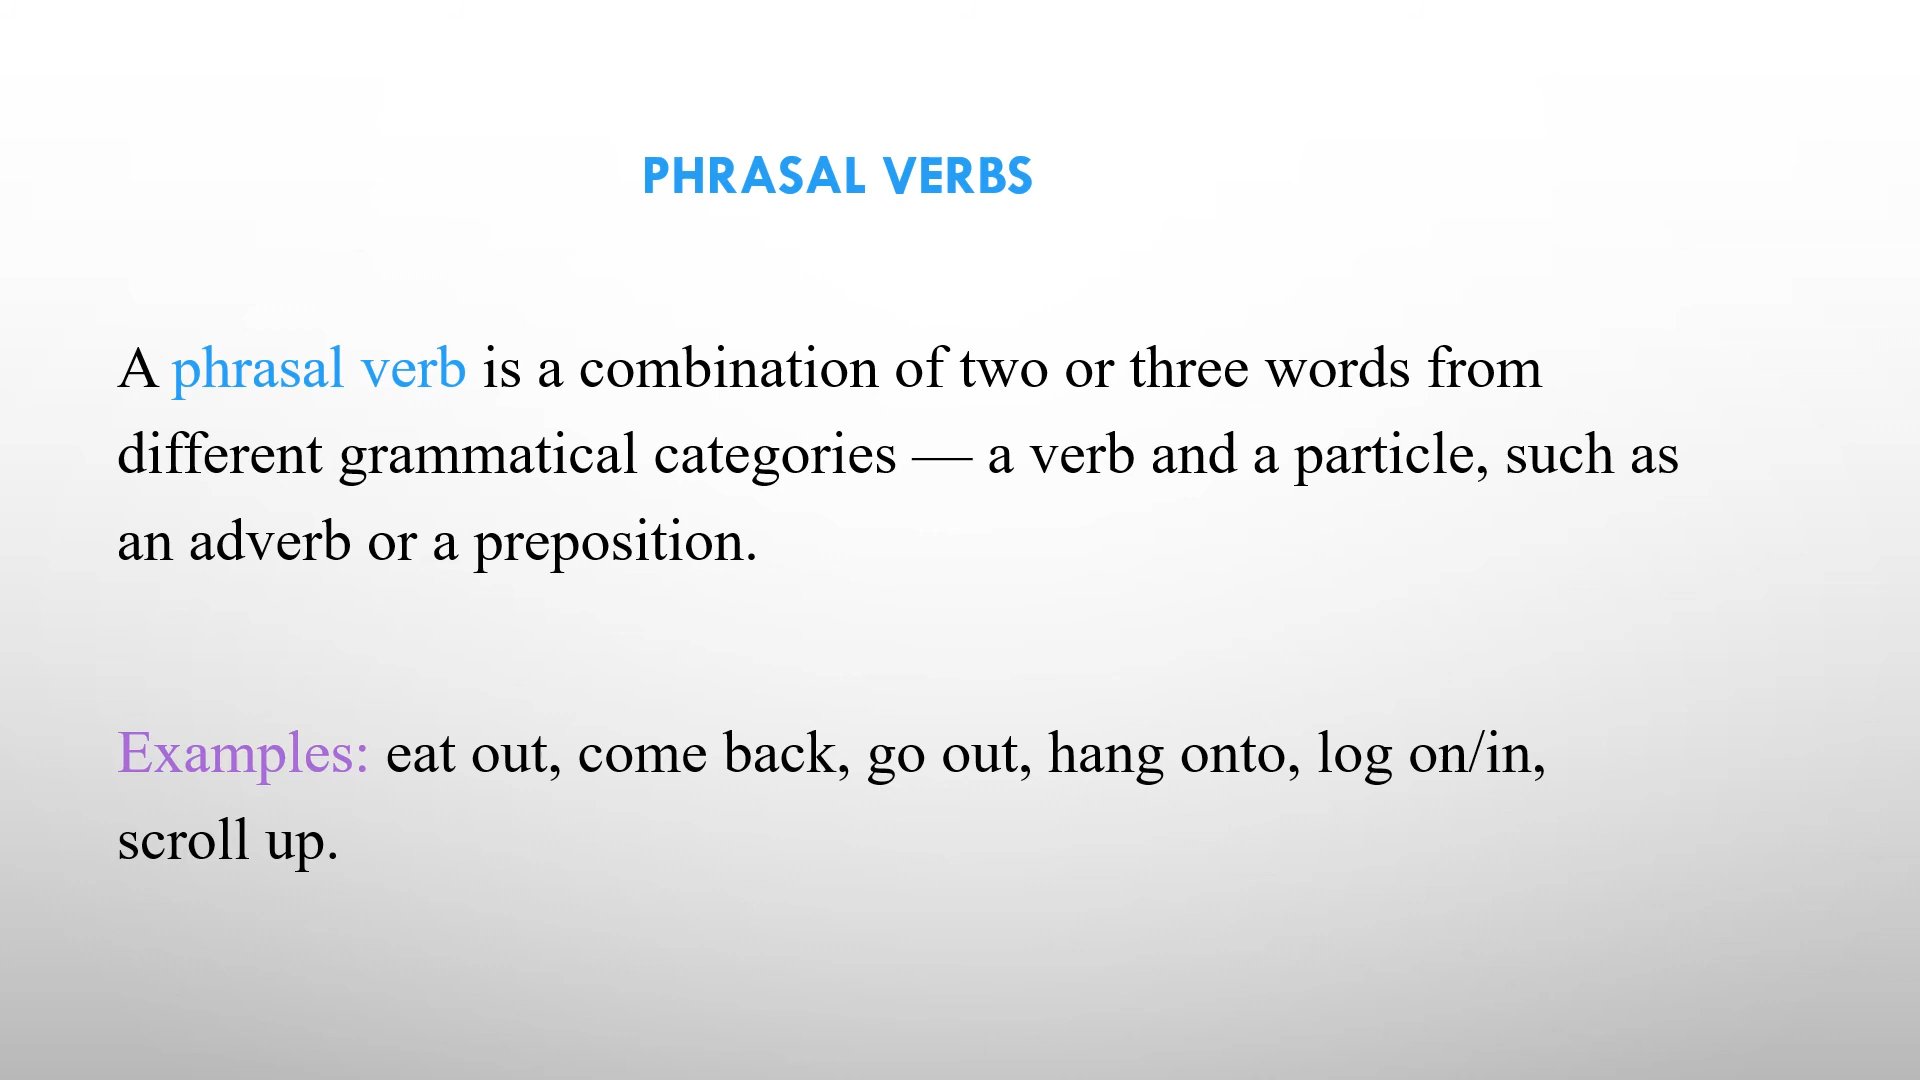 PHRASAL VERBS
A phrasal verb is a combination of two or three words from
different grammatical categories — a verb and a particle, such as
an adverb or a preposition.
Examples: eat out, come back, go out, hang onto, log on/in,
scroll up.